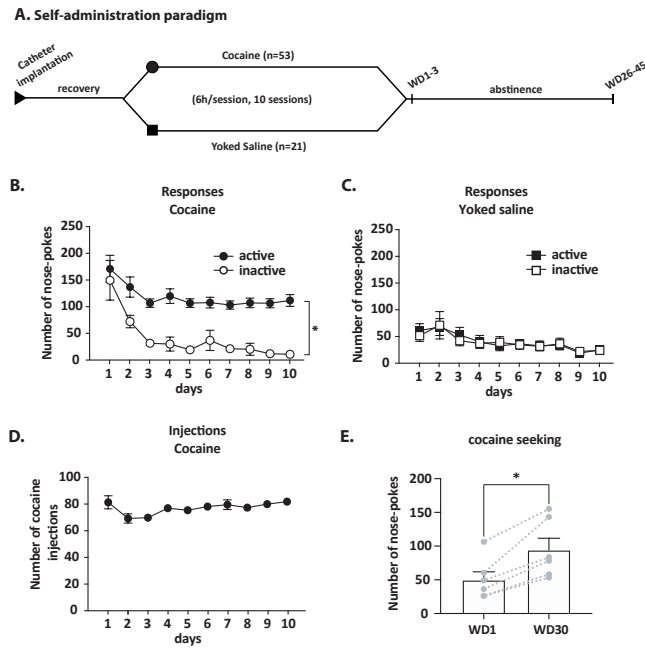 A. Self-administration paradigm
Catheter
implantation
recovery
Cocaine (n=53)
(6h/session, 10 sessions)
Yoked Saline (n=21)
WD1-3
abstinence
WD26-45
B.
Responses
Cocaine
Number of nose-pokes
250
200
150
100
50
0
active
inactive
*
1 2 3 4 5 6 7 8 9 10
days
C.
Responses
Yoked saline
Number of nose-pokes
250
200
150
100
50
0
active
inactive
1 2 3 4 5 6 7 8 9 10
days
D.
Injections
Cocaine
Number of cocaine
injections
100
80
60
40
20
0
1 2 3 4 5 6 7 8 9 10
days
E.
cocaine seeking
Number of nose-pokes
200
150
100
50
0
*
WD1 WD30